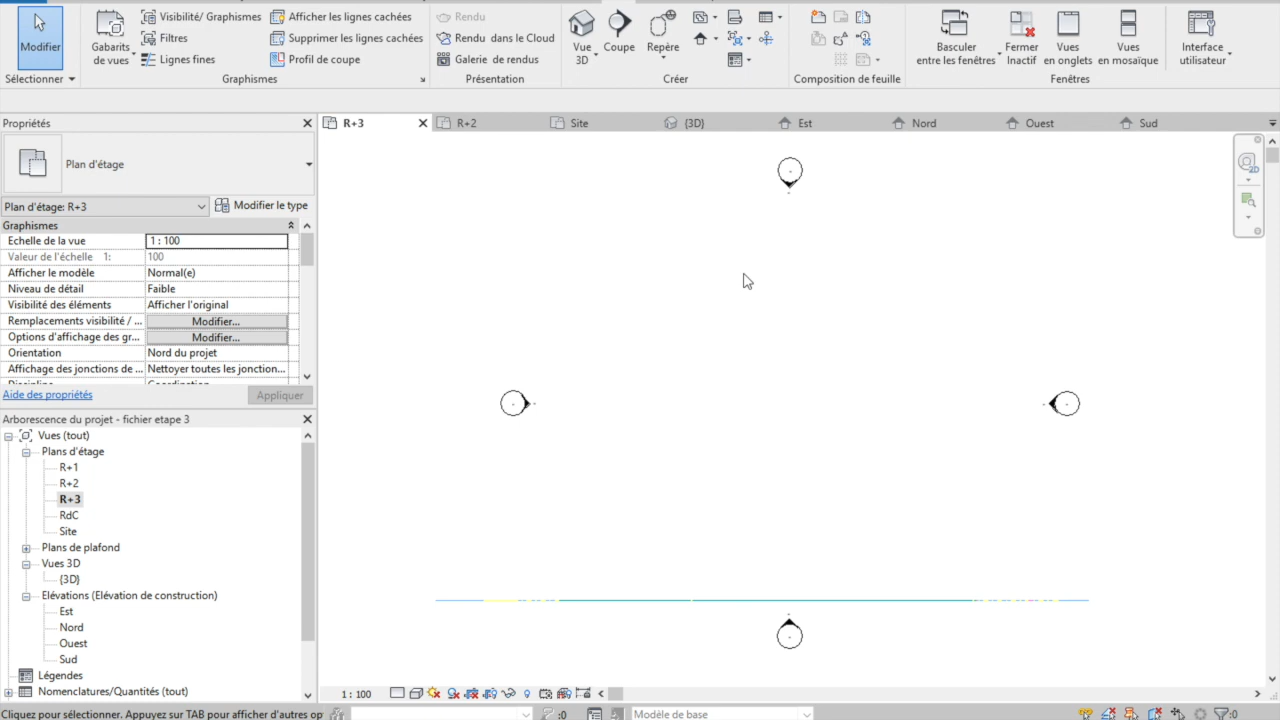 Modifier
Sélectionner
Gabarits
de vues
Visibilité/ Graphismes
Filtres
Lignes fines
Afficher les lignes cachées
Supprimer les lignes cachées
Profil de coupe
Graphismes
Rendu
Rendu dans le Cloud
Galerie de rendus
Présentation
Vue
3D
Coupe
Repère
Créer
Composition de feuille
Basculer
entre les fenêtres
Fermer
Inactif
Vues
en onglets
Vues
en mosaïque
Fenêtres
Interface
utilisateur
Propriétés
R+3
R+2
Site
{3D}
Est
Nord
Ouest
Sud
2D
Plan d'étage
Plan d'étage: R+3
Modifier le type
Graphismes
Echelle de la vue 1 : 100
Valeur de l'échelle 1: 100
Afficher le modèle Normal(e)
Niveau de détail Faible
Visibilité des éléments Afficher l'original
Remplacements visibilité / ... Modifier...
Options d'affichage des gr... Modifier...
Orientation Nord du projet
Affichage des jonctions de ... Nettoyer toutes les jonction...
Discipline Coordination
Aide des propriétés
Appliquer
Arborescence du projet - fichier etape 3
Vues (tout)
Plans d'étage
R+1
R+2
R+3
RdC
Site
Plans de plafond
Vues 3D
{3D}
Elévations (Elévation de construction)
Est
Nord
Ouest
Sud
Légendes
Nomenclatures/Quantités (tout)
1 : 100
Cliquez pour sélectionner. Appuyez sur TAB pour afficher d'autres op
:0
Modèle de base
:0